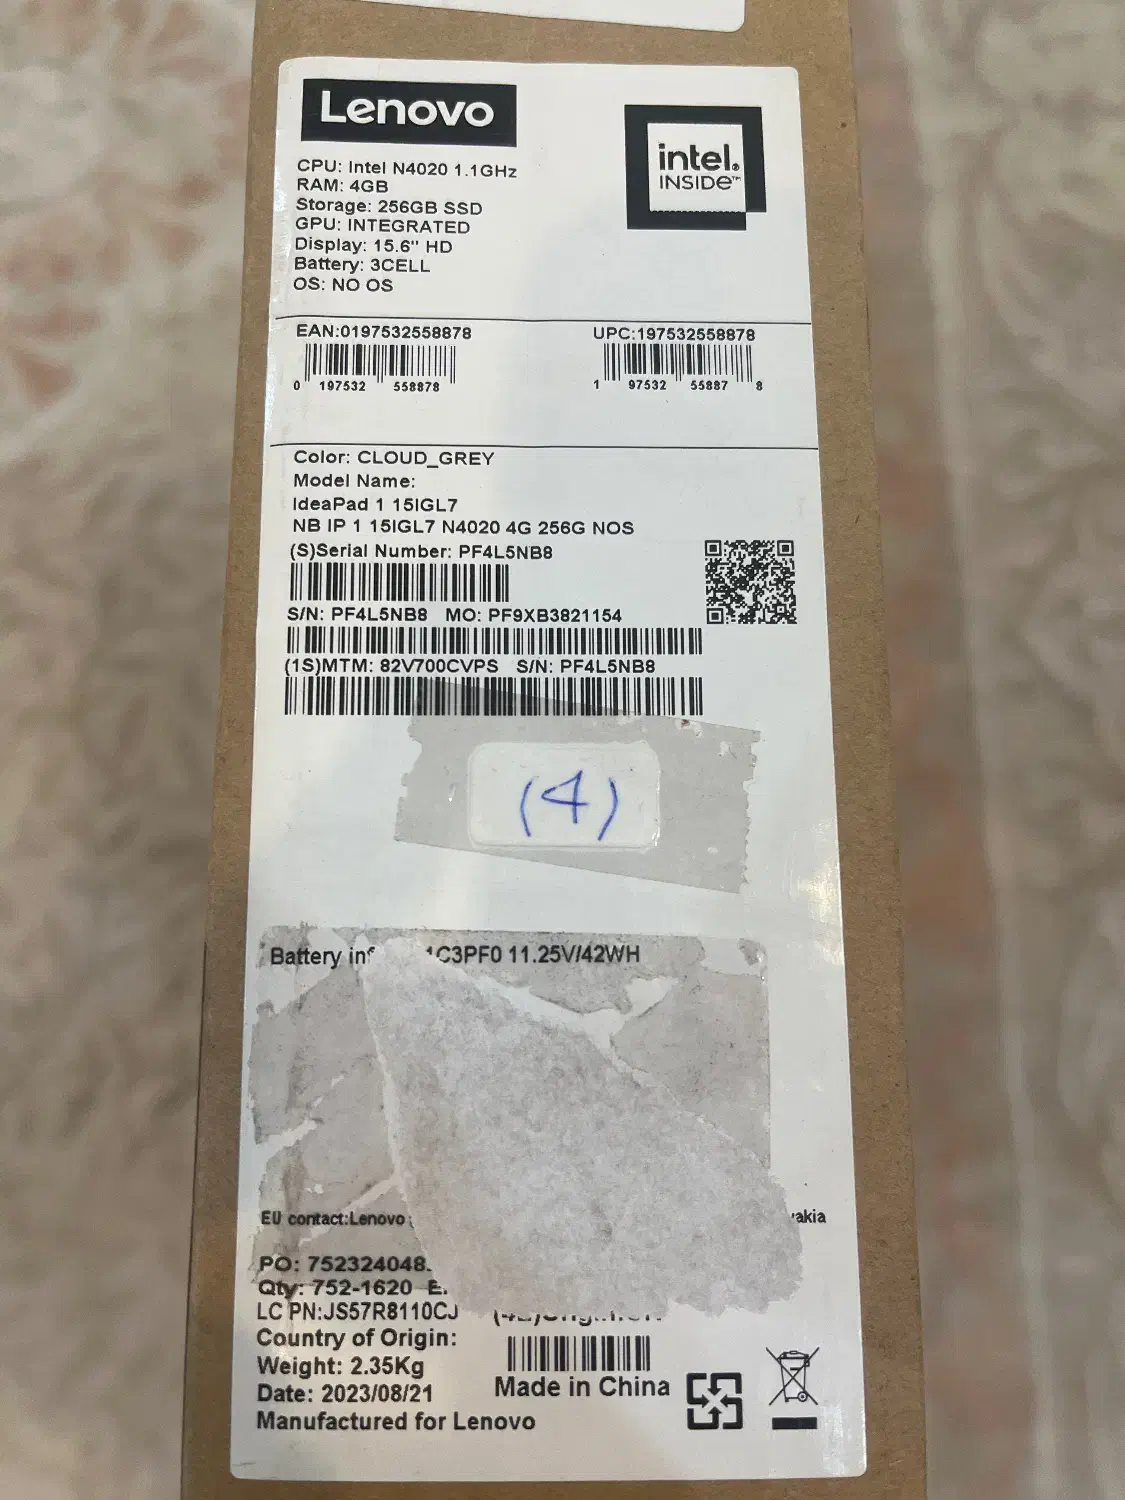 Lenovo
intel.
INSIDE™
CPU: Intel N4020 1.1GHz
RAM: 4GB
Storage: 256GB SSD
GPU: INTEGRATED
Display: 15.6" HD
Battery: 3CELL
OS: NO OS
EAN:0197532558878
UPC:197532558878
0 197532 558878
1 97532 55887 8
Color: CLOUD_GREY
Model Name:
IdeaPad 1 15IGL7
NB IP 1 15IGL7 N4020 4G 256G NOS
(S)Serial Number: PF4L5NB8
S/N: PF4L5NB8 MO: PF9XB3821154
(1S)MTM: 82V700CVPS S/N: PF4L5NB8
(4)
Battery 1C3PF0 11.25V/42WH
EU contact:Lenovo
PO: 752324048
Qty: 752-1620
LC PN:JS57R8110CJ
Country of Origin:
Weight: 2.35Kg
Made in China
Date: 2023/08/21
Manufactured for Lenovo